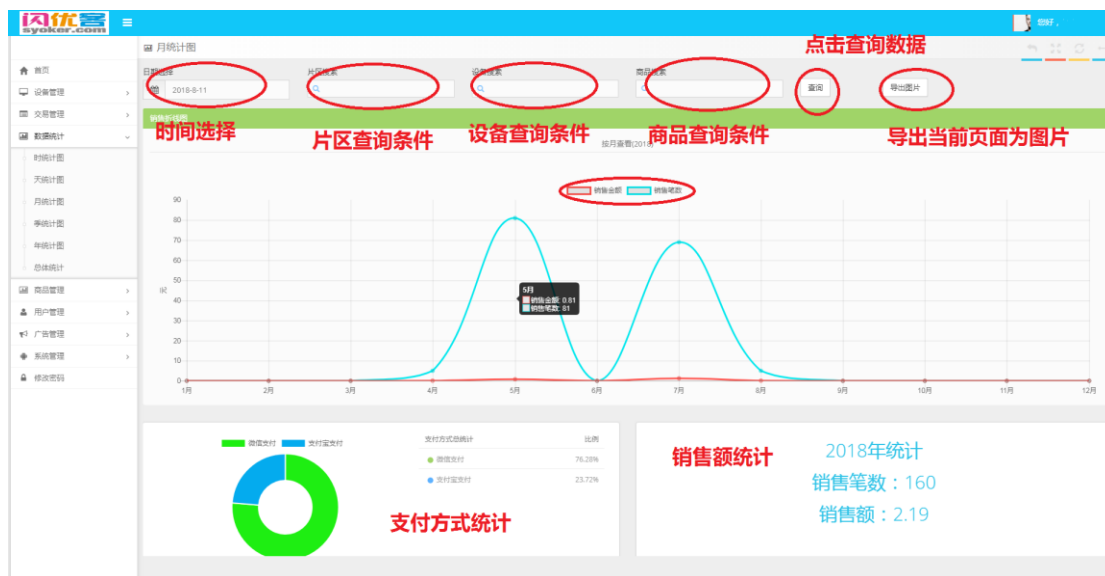 闪优客
syoker.com
您好，
月统计图
点击查询数据
首页
设备管理
交易管理
数据统计
时统计图
天统计图
月统计图
季统计图
年统计图
总体统计
商品管理
用户管理
广告管理
系统管理
修改密码
日期选择 片区搜索 设备搜索 商品搜索
2018-8-11 查询 导出图片
销售折线图
时间选择 片区查询条件 设备查询条件 商品查询条件 导出当前页面为图片
按月查看(2018)
销售金额 销售笔数
元
90
80
70
60
50
40
30
20
10
0
5月
销售金额: 0.81
销售笔数: 81
1月 2月 3月 4月 5月 6月 7月 8月 9月 10月 11月 12月
微信支付 支付宝支付
支付方式总统计 比例
微信支付 76.28%
支付宝支付 23.72%
支付方式统计
销售额统计
2018年统计
销售笔数：160
销售额：2.19